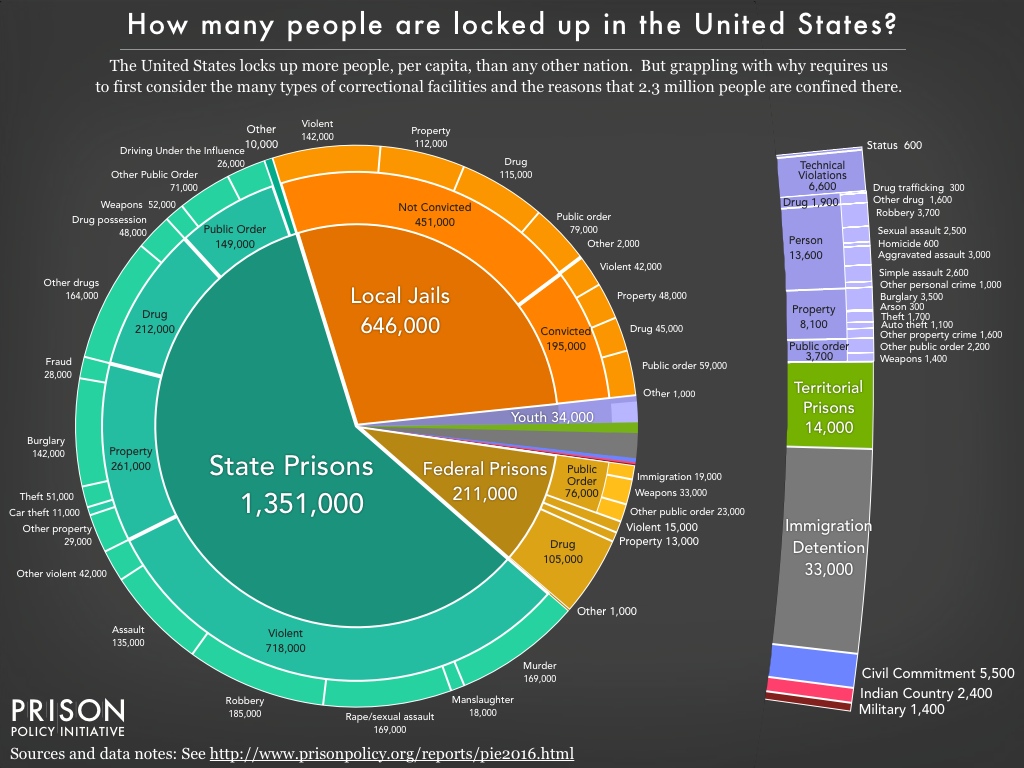 How many people are locked up in the United States?
The United States locks up more people, per capita, than any other nation.  But grappling with why requires us
to first consider the many types of correctional facilities and the reasons that 2.3 million people are confined there.
Other
10,000
Violent
142,000
Property
112,000
Drug
115,000
Public order
79,000
Other 2,000
Violent 42,000
Property 48,000
Drug 45,000
Public order 59,000
Other 1,000
Not Convicted
451,000
Convicted
195,000
Local Jails
646,000
Youth 34,000
Driving Under the Influence
26,000
Other Public Order
71,000
Weapons 52,000
Drug possession
48,000
Other drugs
164,000
Fraud
28,000
Burglary
142,000
Theft 51,000
Car theft 11,000
Other property
29,000
Other violent 42,000
Assault
135,000
Robbery
185,000
Rape/sexual assault
169,000
Manslaughter
18,000
Murder
169,000
Public Order
149,000
Drug
212,000
Property
261,000
Violent
718,000
State Prisons
1,351,000
Federal Prisons
211,000
Public
Order
76,000
Drug
105,000
Immigration 19,000
Weapons 33,000
Other public order 23,000
Violent 15,000
Property 13,000
Other 1,000
Status  600
Technical
Violations
6,600
Drug 1,900
Person
13,600
Property
8,100
Public order
3,700
Drug trafficking  300
Other drug  1,600
Robbery 3,700
Sexual assault 2,500
Homicide 600
Aggravated assault 3,000
Simple assault 2,600
Other personal crime 1,000
Burglary 3,500
Arson 300
Theft 1,700
Auto theft 1,100
Other property crime 1,600
Other public order 2,200
Weapons 1,400
Territorial
Prisons
14,000
Immigration
Detention
33,000
Civil Commitment 5,500
Indian Country 2,400
Military 1,400
PRISON
POLICY INITIATIVE
Sources and data notes: See http://www.prisonpolicy.org/reports/pie2016.html